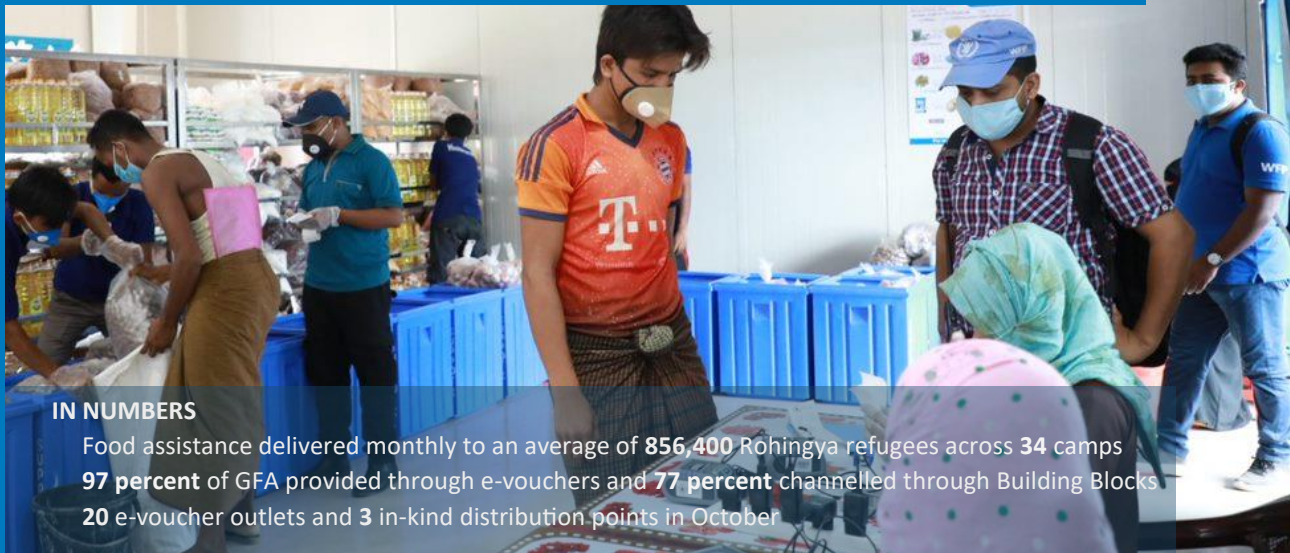 WFP
WFP
T
IN NUMBERS
Food assistance delivered monthly to an average of 856,400 Rohingya refugees across 34 camps
97 percent of GFA provided through e-vouchers and 77 percent channelled through Building Blocks
20 e-voucher outlets and 3 in-kind distribution points in October